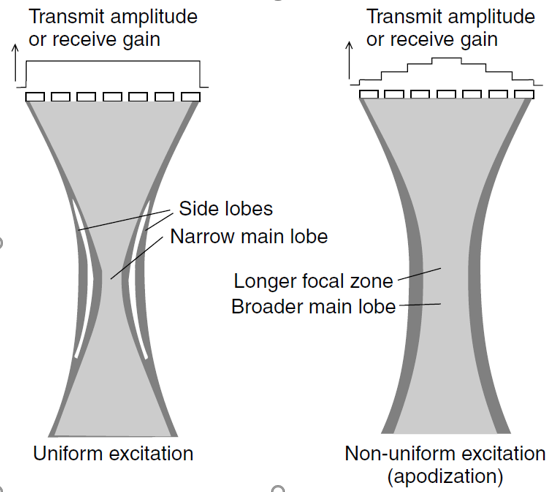 Transmit amplitude
or receive gain
Transmit amplitude
or receive gain
Side lobes
Narrow main lobe
Longer focal zone
Broader main lobe
Uniform excitation
Non-uniform excitation
(apodization)